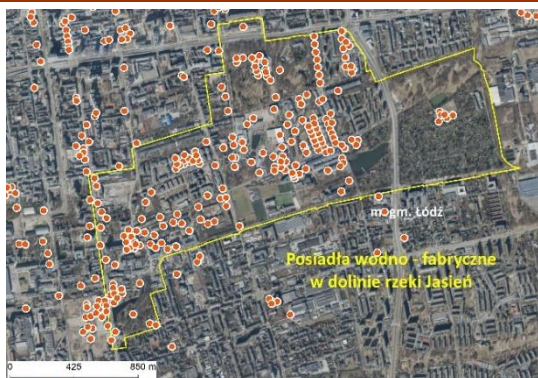 m.gm. Łódź
Posiadła wodno - fabryczne
w dolinie rzeki Jasień
0 425 850 m